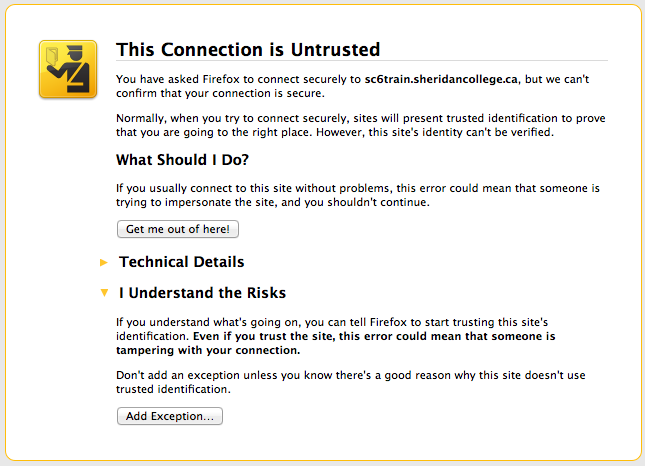 This Connection is Untrusted
You have asked Firefox to connect securely to sc6train.sheridancollege.ca, but we can't
confirm that your connection is secure.
Normally, when you try to connect securely, sites will present trusted identification to prove
that you are going to the right place. However, this site's identity can't be verified.
What Should I Do?
If you usually connect to this site without problems, this error could mean that someone is
trying to impersonate the site, and you shouldn't continue.
Get me out of here!
Technical Details
I Understand the Risks
If you understand what's going on, you can tell Firefox to start trusting this site's
identification. Even if you trust the site, this error could mean that someone is
tampering with your connection.
Don't add an exception unless you know there's a good reason why this site doesn't use
trusted identification.
Add Exception...